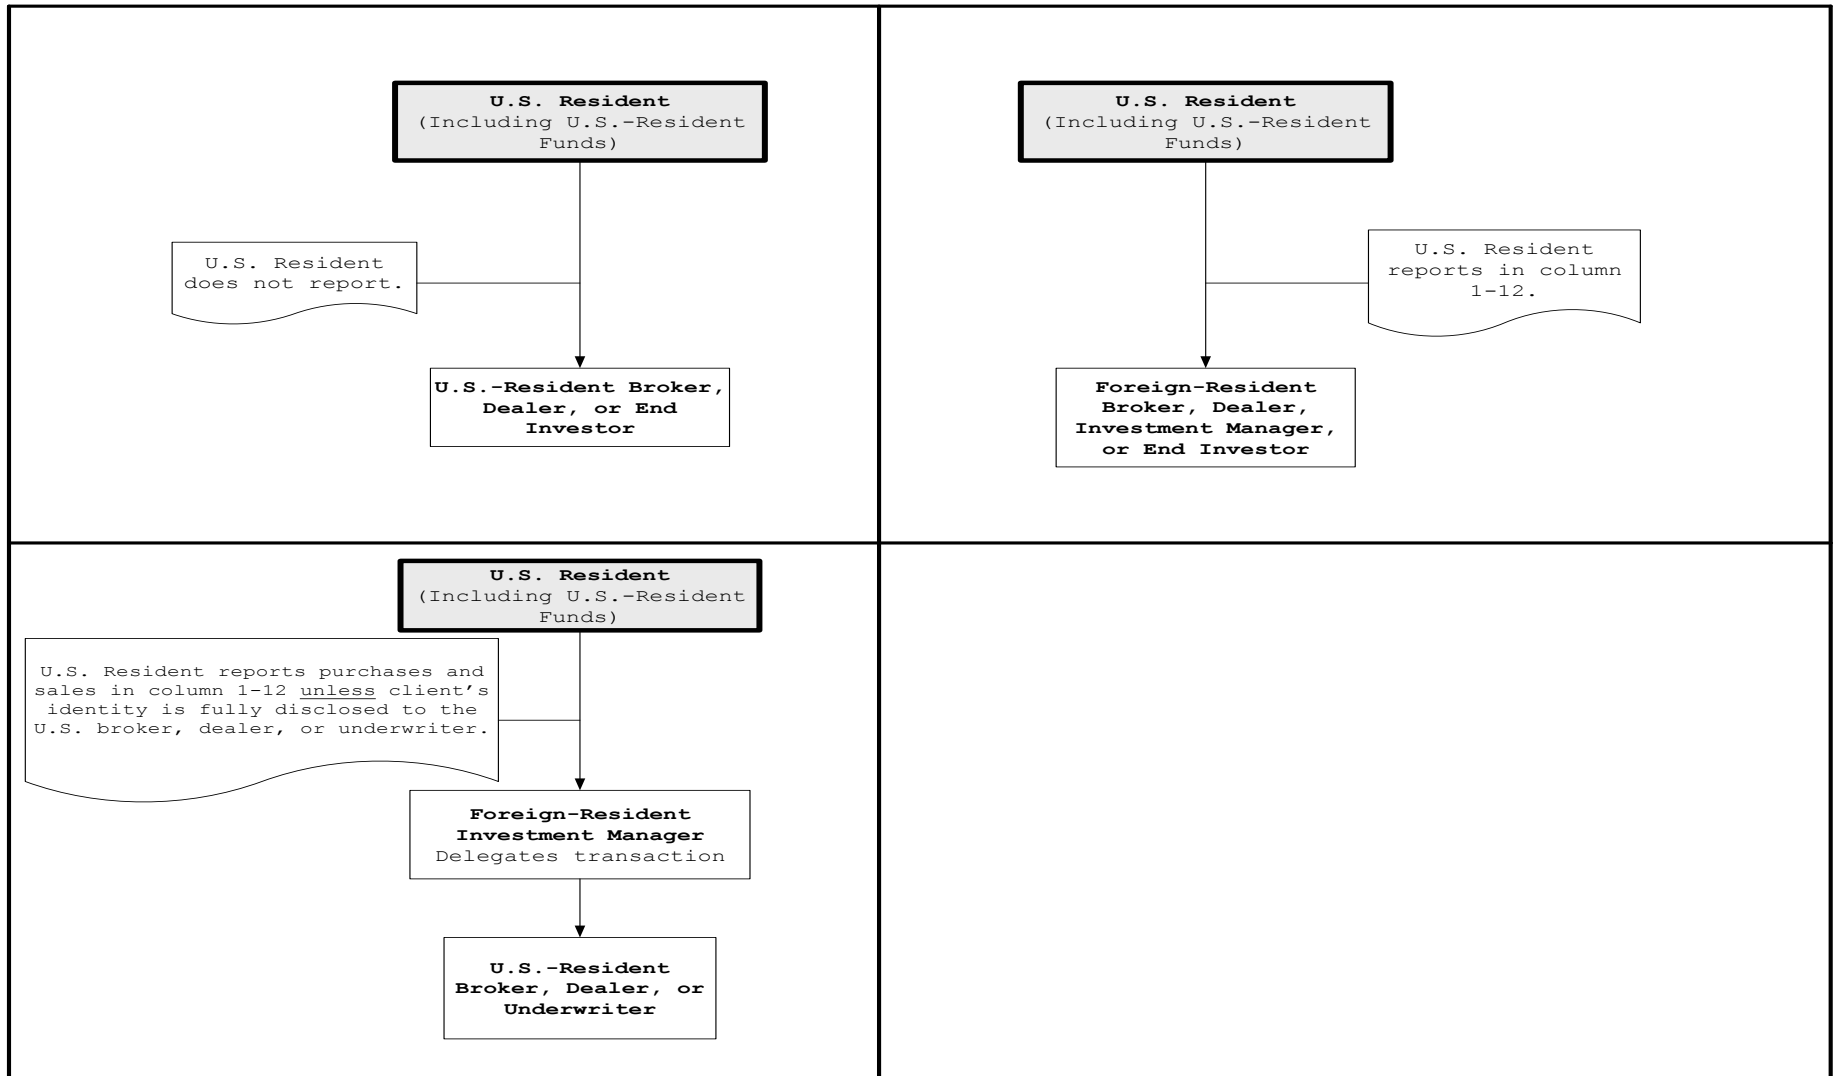 U.S. Resident
(Including U.S.-Resident
Funds)
U.S. Resident
does not report.
U.S.-Resident Broker,
Dealer, or End
Investor
U.S. Resident
(Including U.S.-Resident
Funds)
U.S. Resident
reports in column
1-12.
Foreign-Resident
Broker, Dealer,
Investment Manager,
or End Investor
U.S. Resident
(Including U.S.-Resident
Funds)
U.S. Resident reports purchases and
sales in column 1-12 unless client's
identity is fully disclosed to the
U.S. broker, dealer, or underwriter.
Foreign-Resident
Investment Manager
Delegates transaction
U.S.-Resident
Broker, Dealer, or
Underwriter